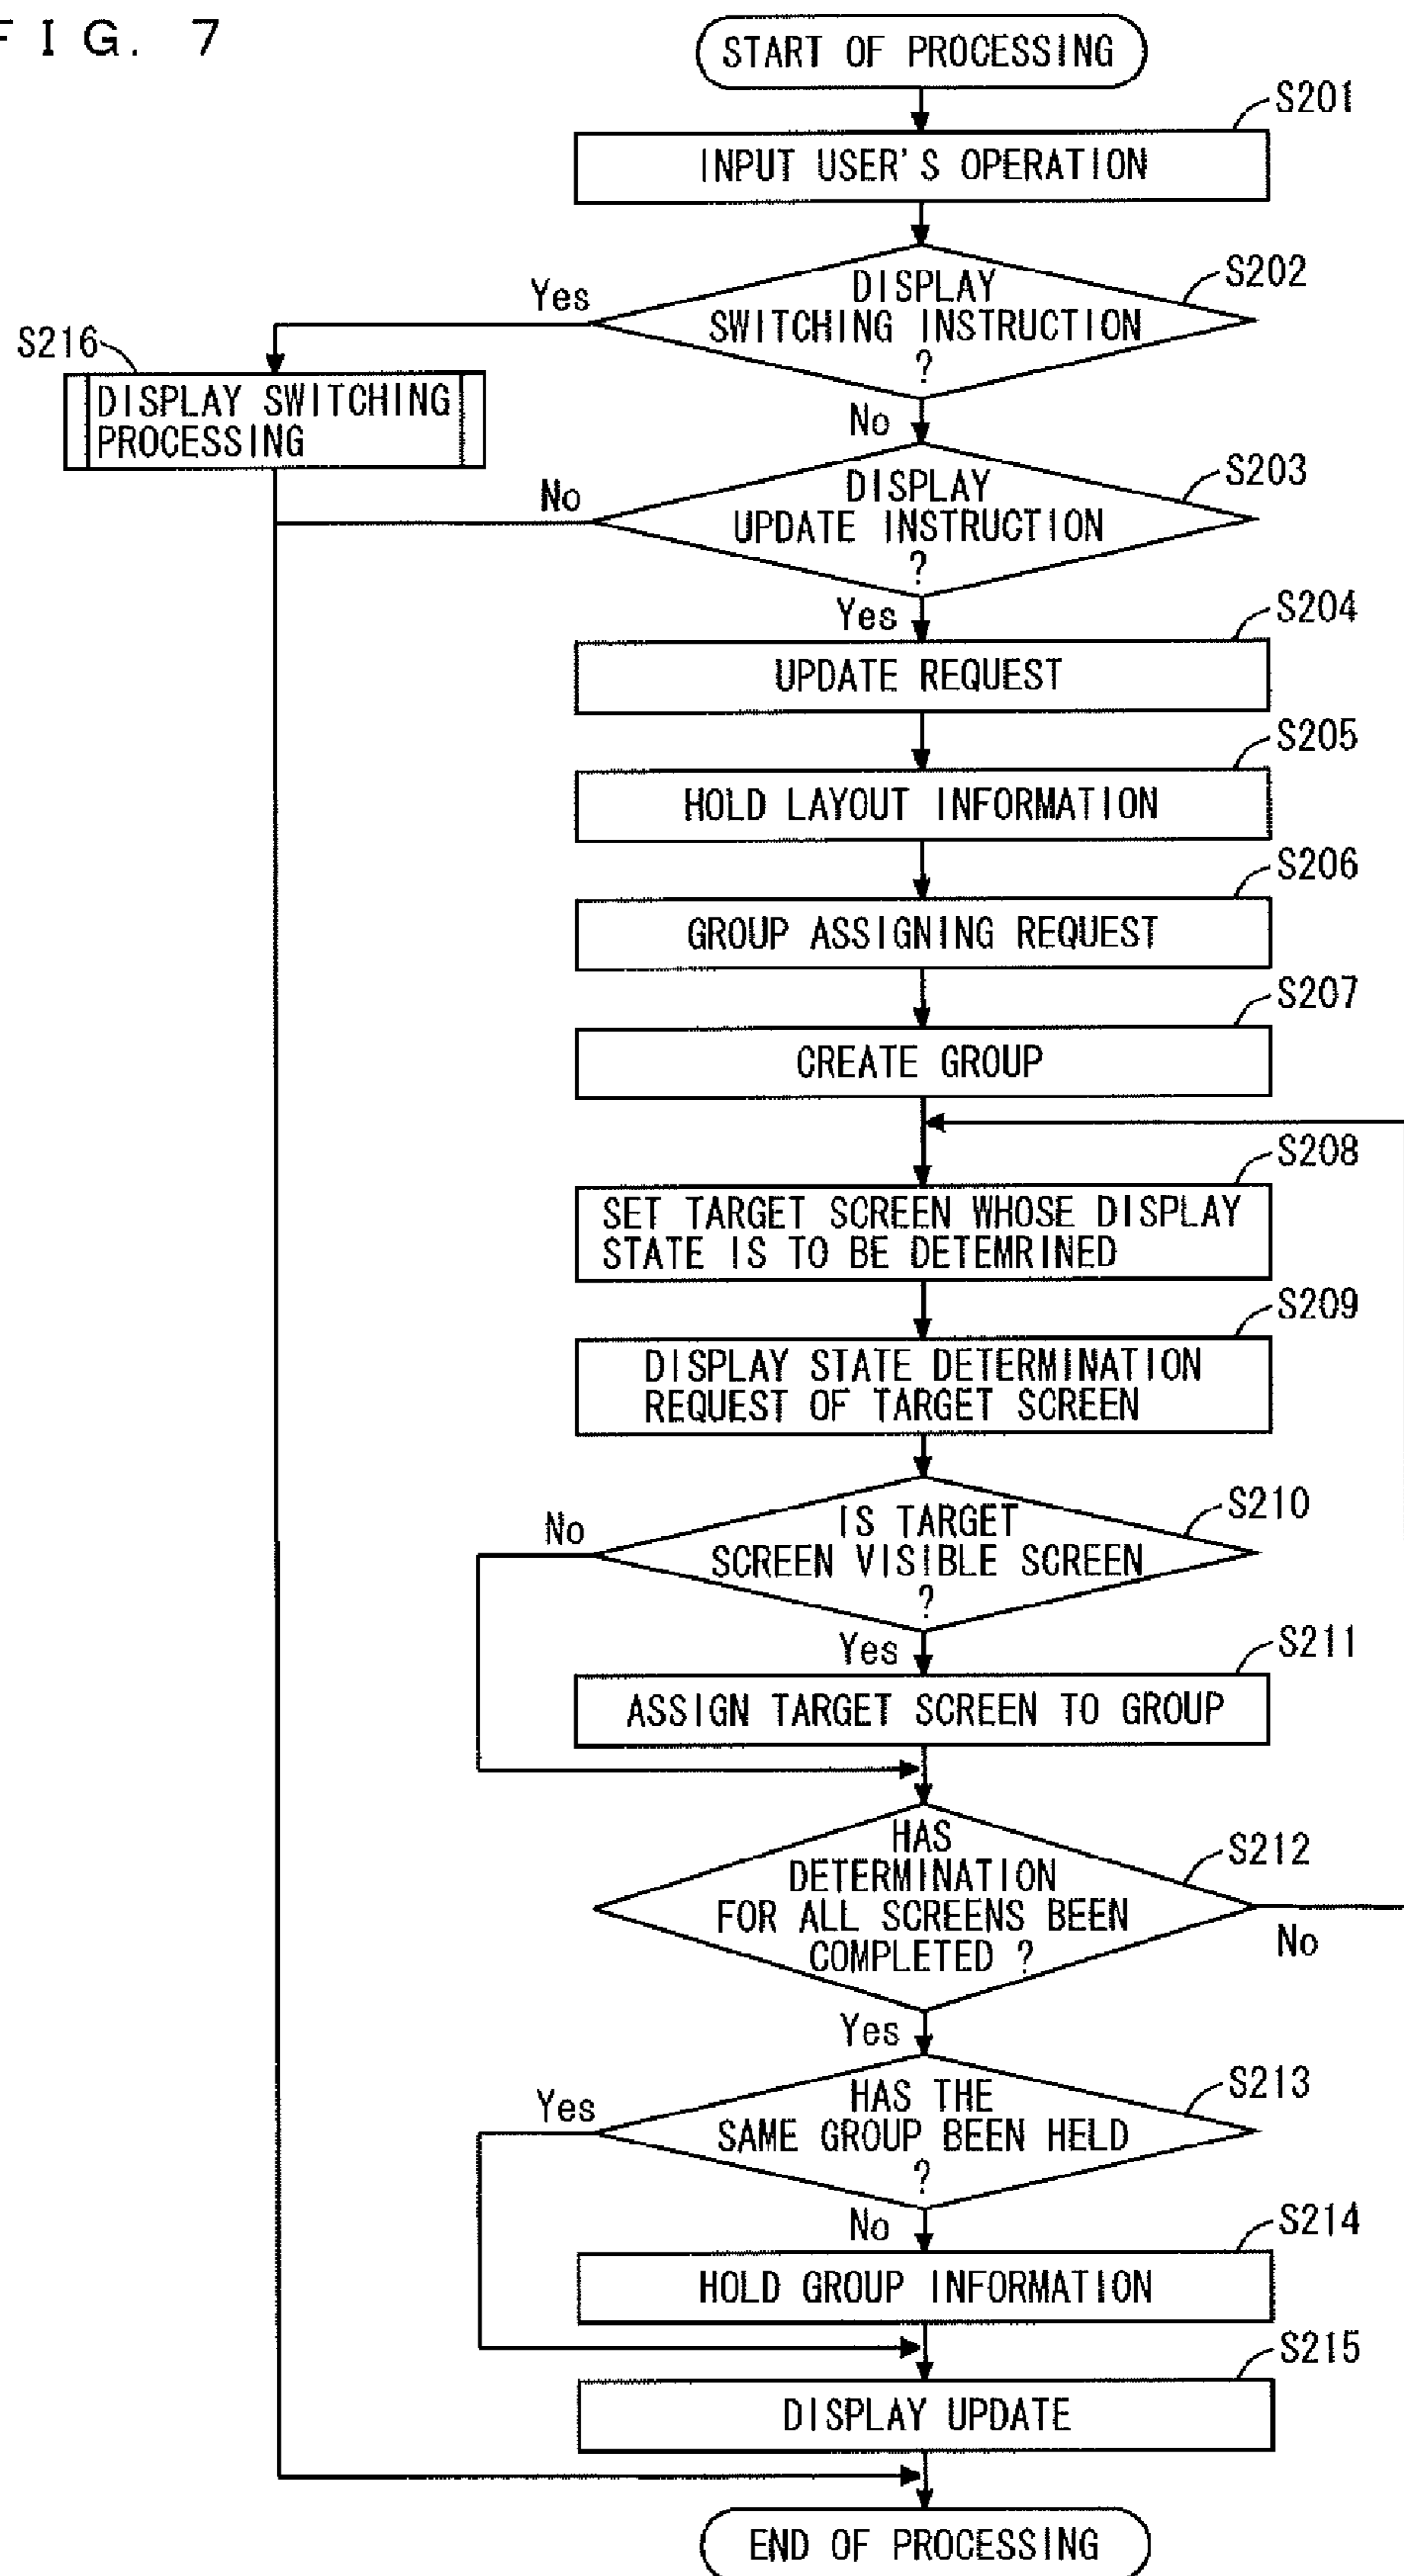 FIG. 7
START OF PROCESSING
S201
INPUT USER'S OPERATION
S202
DISPLAY
SWITCHING INSTRUCTION
?
Yes
No
S216
DISPLAY SWITCHING
PROCESSING
S203
DISPLAY
UPDATE INSTRUCTION
?
No
Yes
S204
UPDATE REQUEST
S205
HOLD LAYOUT INFORMATION
S206
GROUP ASSIGNING REQUEST
S207
CREATE GROUP
S208
SET TARGET SCREEN WHOSE DISPLAY
STATE IS TO BE DETEMRINED
S209
DISPLAY STATE DETERMINATION
REQUEST OF TARGET SCREEN
S210
IS TARGET
SCREEN VISIBLE SCREEN
?
No
Yes
S211
ASSIGN TARGET SCREEN TO GROUP
S212
HAS
DETERMINATION
FOR ALL SCREENS BEEN
COMPLETED ?
No
Yes
S213
HAS THE
SAME GROUP BEEN HELD
?
Yes
No
S214
HOLD GROUP INFORMATION
S215
DISPLAY UPDATE
END OF PROCESSING